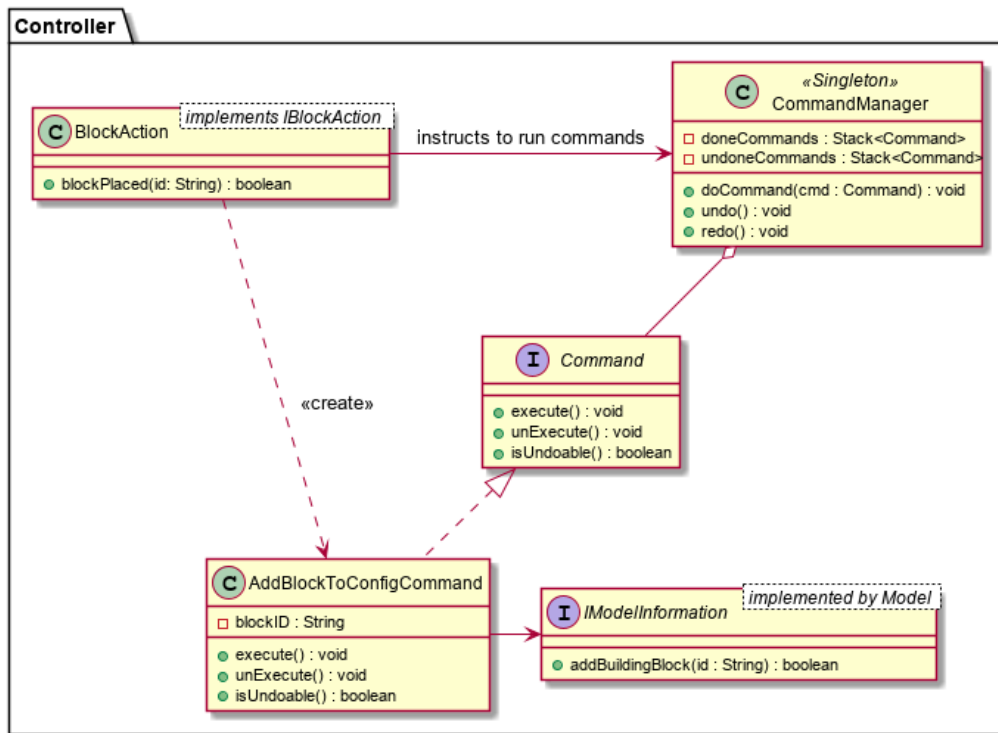 Controller
C BlockAction
implements IBlockAction
blockPlaced(id: String) : boolean
instructs to run commands
C «Singleton»
CommandManager
doneCommands : Stack<Command>
undoneCommands : Stack<Command>
doCommand(cmd : Command) : void
undo() : void
redo() : void
«create»
I Command
execute() : void
unExecute() : void
isUndoable() : boolean
C AddBlockToConfigCommand
blockID : String
execute() : void
unExecute() : void
isUndoable() : boolean
I IModelInformation
implemented by Model
addBuildingBlock(id : String) : boolean